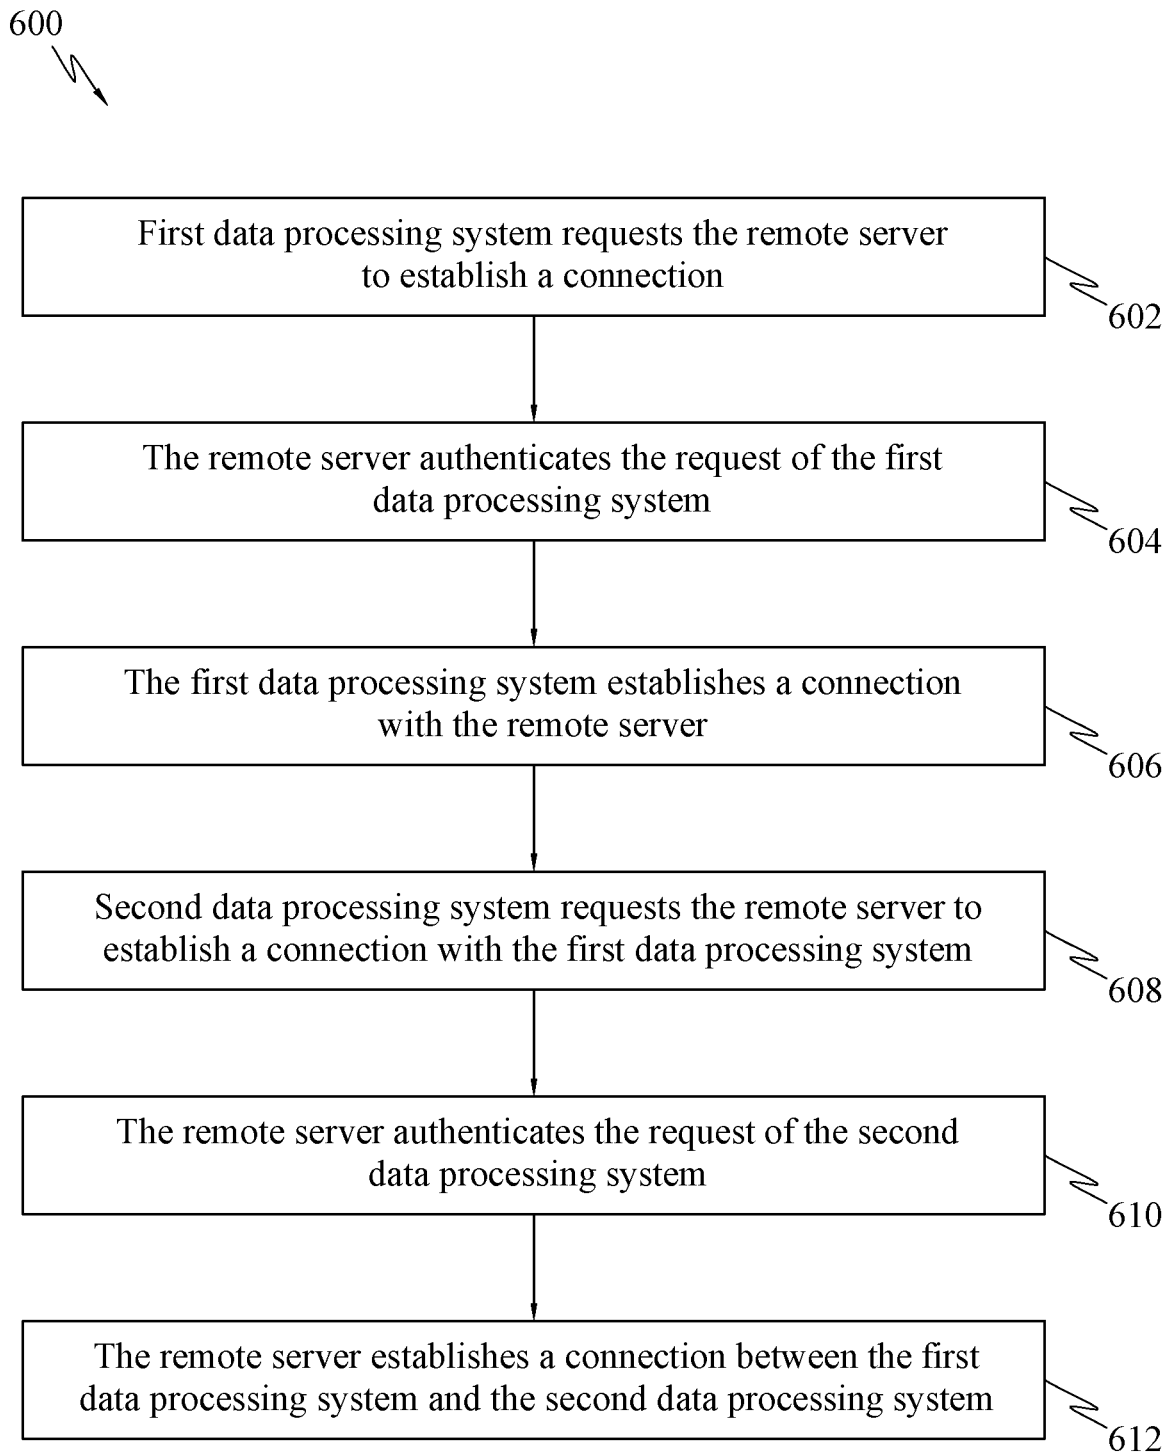 600
First data processing system requests the remote server
to establish a connection
602
The remote server authenticates the request of the first
data processing system
604
The first data processing system establishes a connection
with the remote server
606
Second data processing system requests the remote server to
establish a connection with the first data processing system
608
The remote server authenticates the request of the second
data processing system
610
The remote server establishes a connection between the first
data processing system and the second data processing system
612